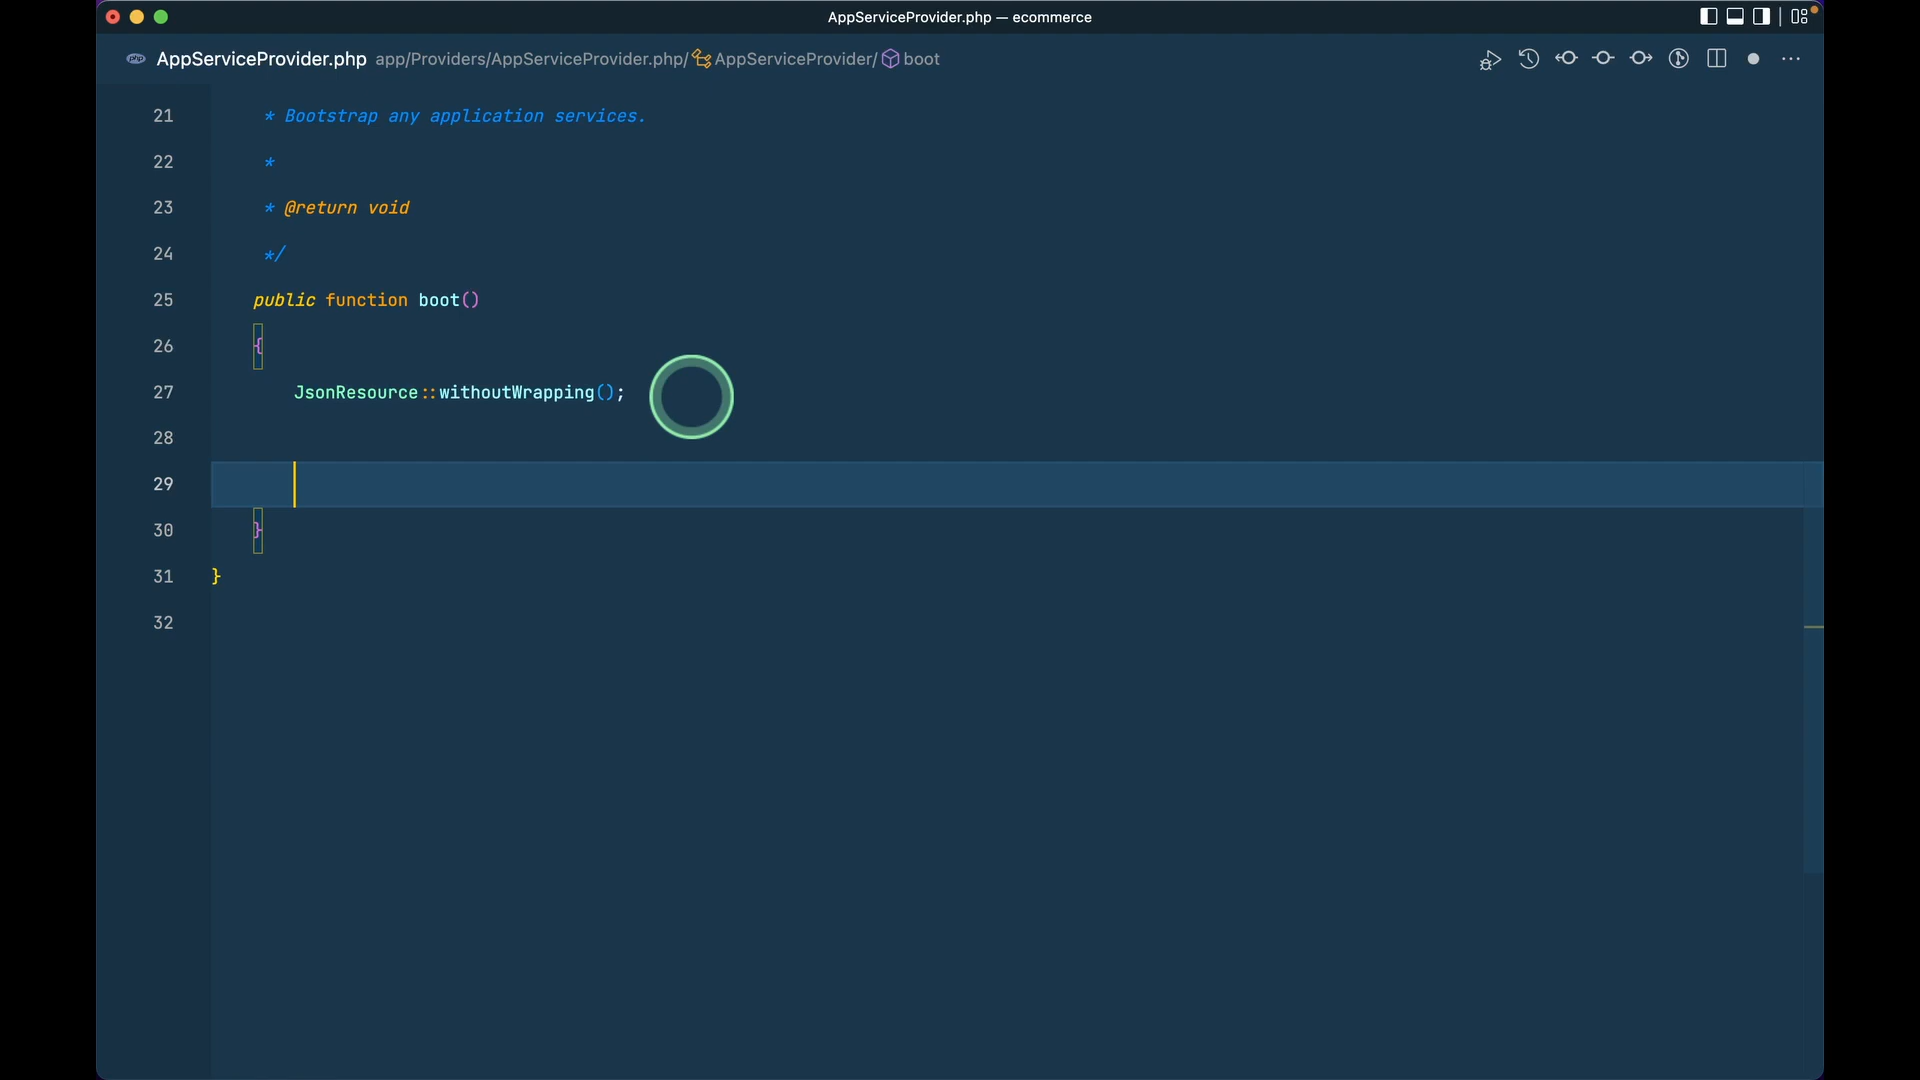 AppServiceProvider.php — ecommerce
php AppServiceProvider.php app/Providers/AppServiceProvider.php/ AppServiceProvider/ boot
21 * Bootstrap any application services.
22 *
23 * @return void
24 */
25 public function boot()
26 {
27 JsonResource::withoutWrapping();
28
29
30 }
31 }
32